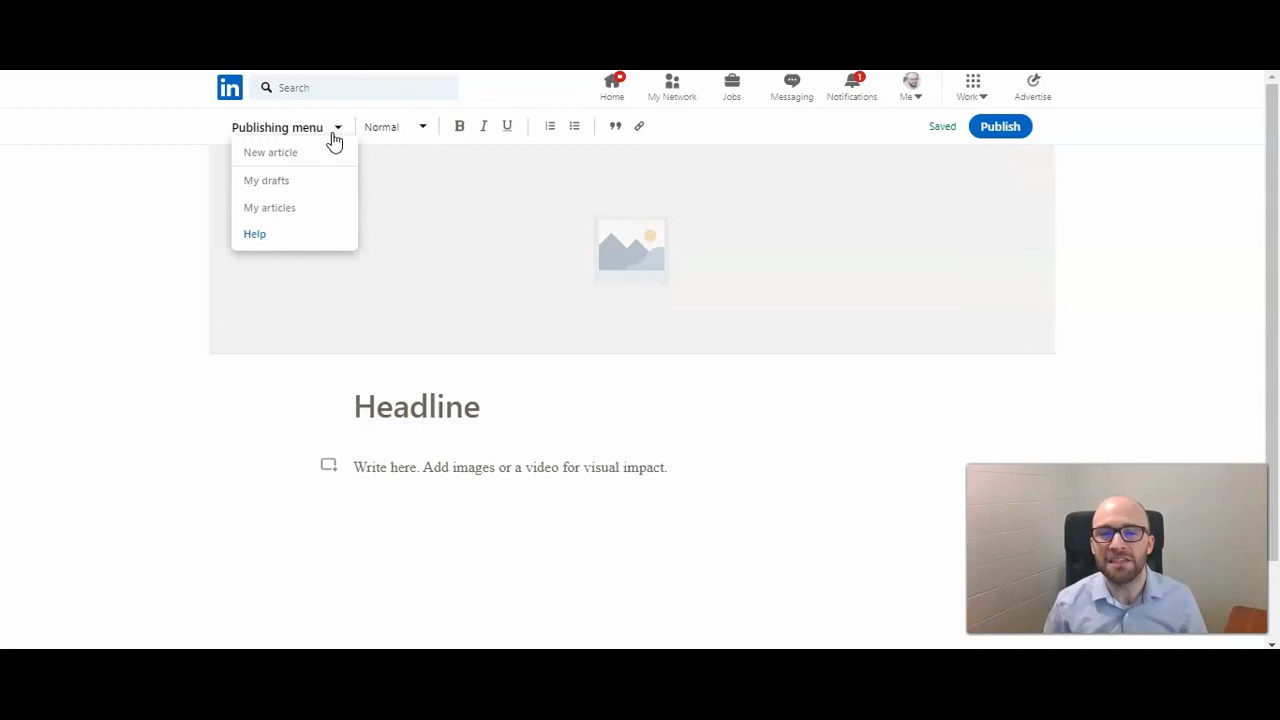 in
Search
Home
My Network
Jobs
Messaging
1
Notifications
Me
Work
Advertise
Publishing menu
Normal
B I U
Saved
Publish
New article
My drafts
My articles
Help
Headline
Write here. Add images or a video for visual impact.